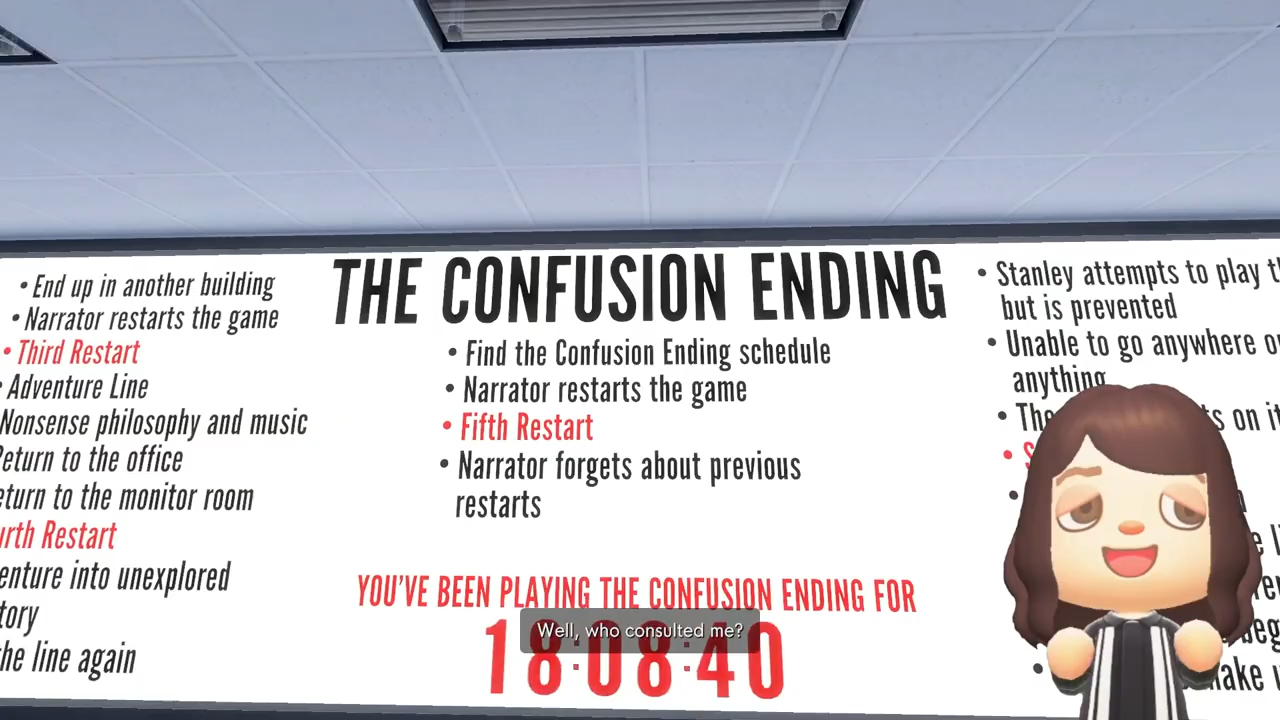 End up in another building
Narrator restarts the game
Third Restart
Adventure Line
Nonsense philosophy and music
Return to the office
eturn to the monitor room
urth Restart
enture into unexplored
tory
he line again
THE CONFUSION ENDING
• Find the Confusion Ending schedule
• Narrator restarts the game
• Fifth Restart
• Narrator forgets about previous
restarts
YOU'VE BEEN PLAYING THE CONFUSION ENDING FOR
18:08:40
Well, who consulted me?
• Stanley attempts to play th
but is prevented
• Unable to go anywhere or
anything